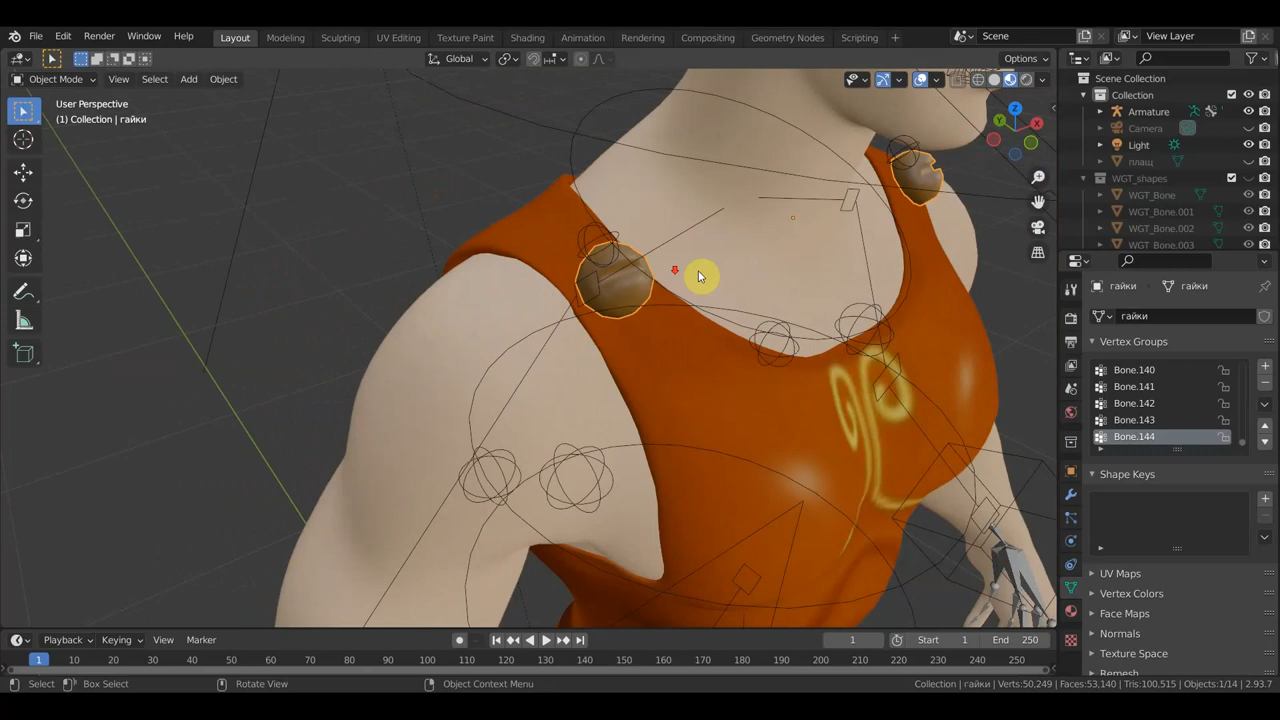 File Edit Render Window Help Layout Modeling Sculpting UV Editing Texture Paint Shading Animation Rendering Compositing Geometry Nodes Scripting + Scene View Layer
Global Options
Object Mode View Select Add Object
User Perspective
(1) Collection | гайки
Z
Y
X
Scene Collection
Collection
Armature
Camera
Light
плащ
WGT_shapes
WGT_Bone
WGT_Bone.001
WGT_Bone.002
WGT_Bone.003
гайки гайки
гайки
Vertex Groups
Bone.140
Bone.141
Bone.142
Bone.143
Bone.144
Shape Keys
UV Maps
Vertex Colors
Face Maps
Normals
Texture Space
Remesh
Playback Keying View Marker 1 Start 1 End 250
1 10 20 30 40 50 60 70 80 90 100 110 120 130 140 150 160 170 180 190 200 210 220 230 240 250
Select Box Select Rotate View Object Context Menu Collection | гайки | Verts:50,249 | Faces:53,140 | Tris:100,515 | Objects:1/14 | 2.93.7